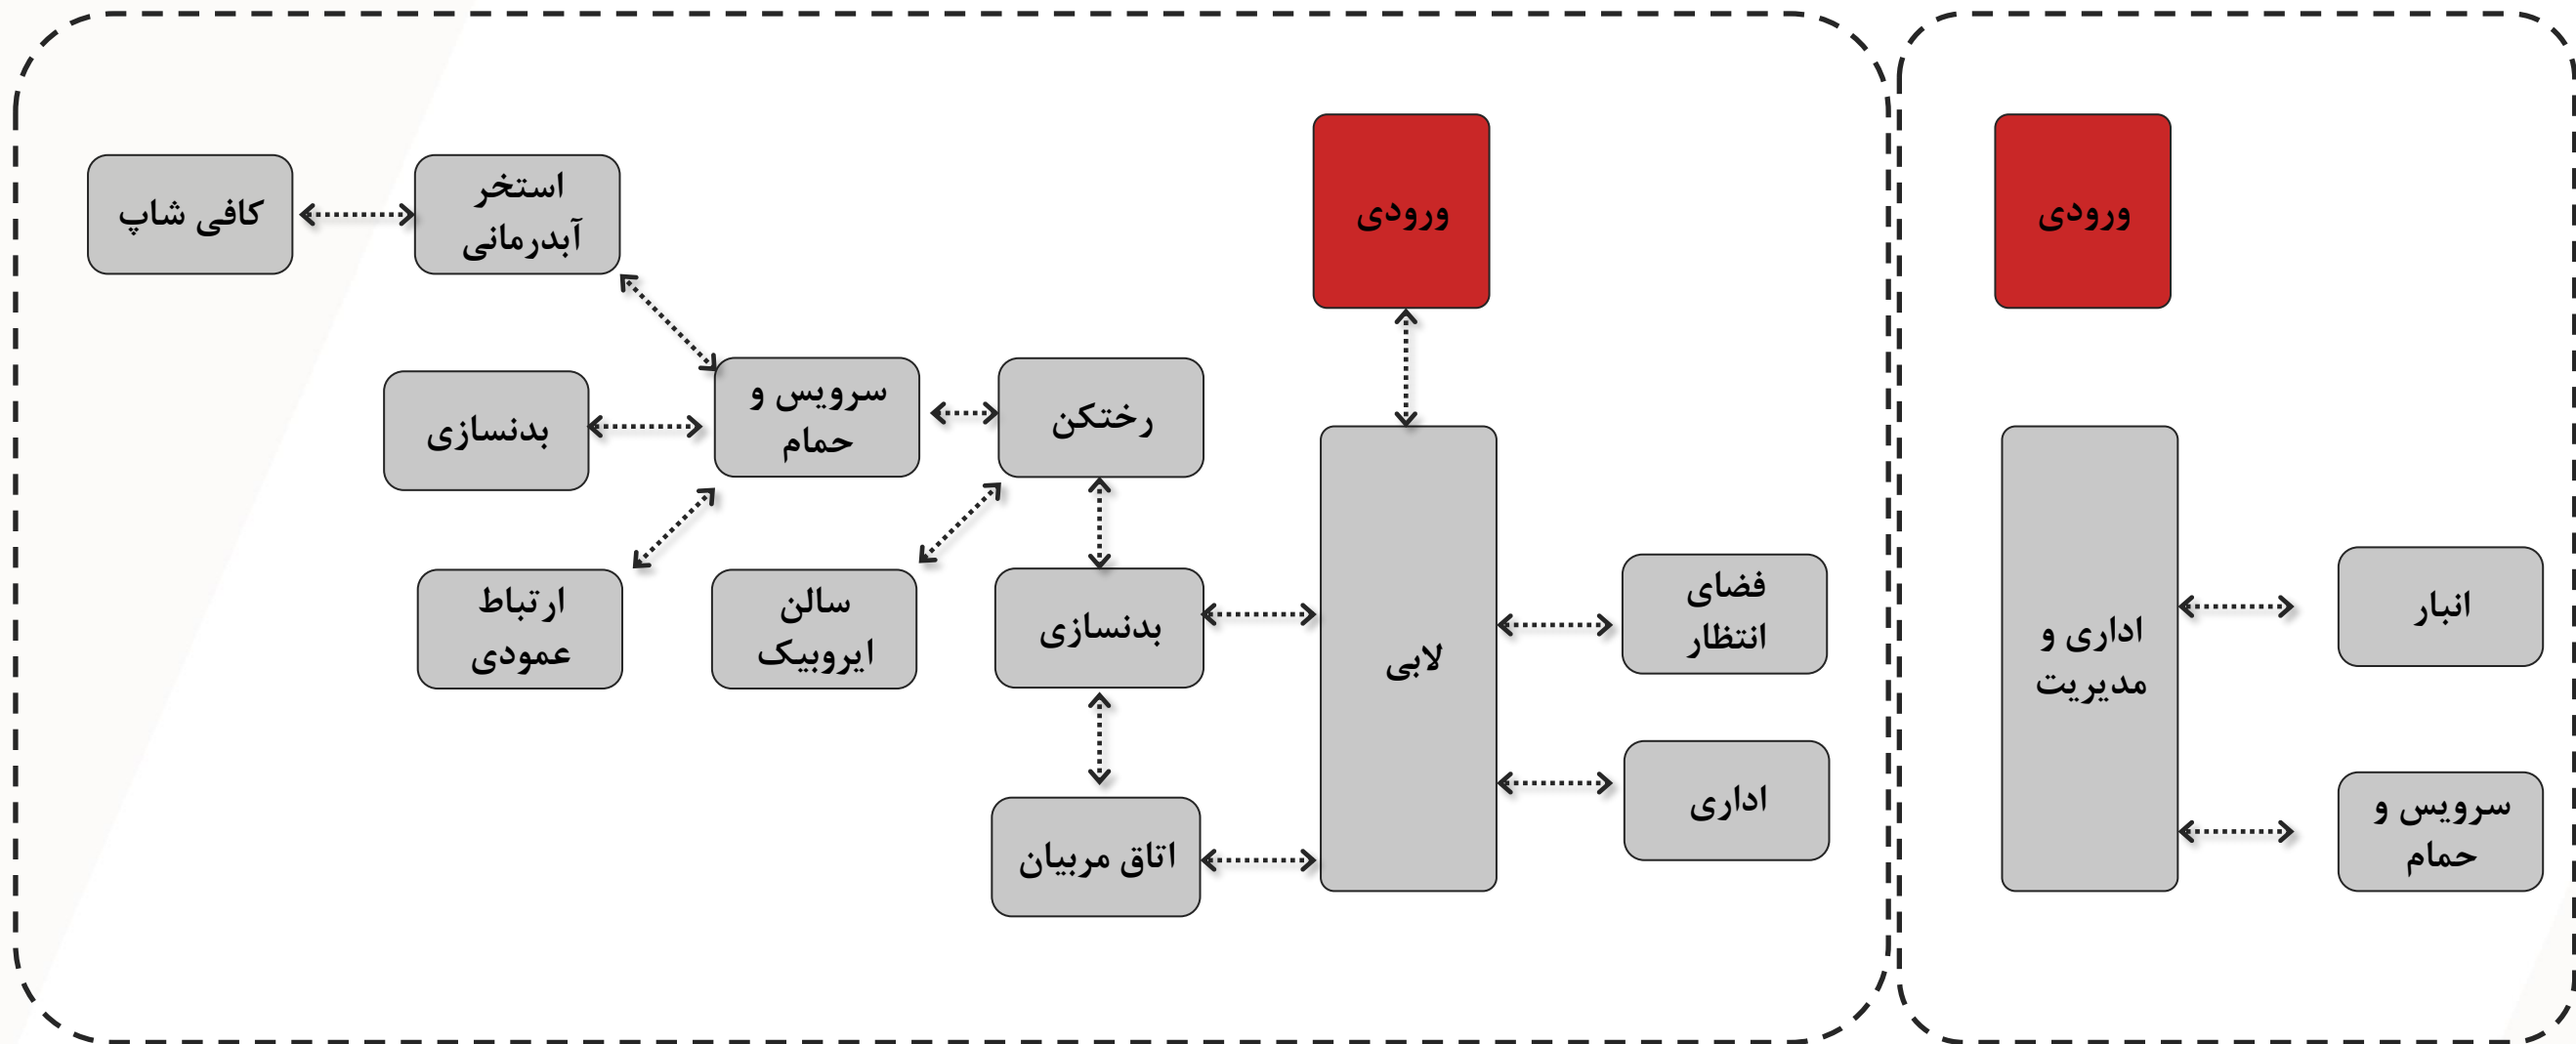 ورودی
اداری و
مدیریت
انبار
سرویس و
حمام
ورودی
لابی
فضای
انتظار
اداری
رختکن
بدنسازی
اتاق مربیان
سرویس و
حمام
سالن
ایروبیک
استخر
آبدرمانی
بدنسازی
ارتباط
عمودی
کافی شاپ